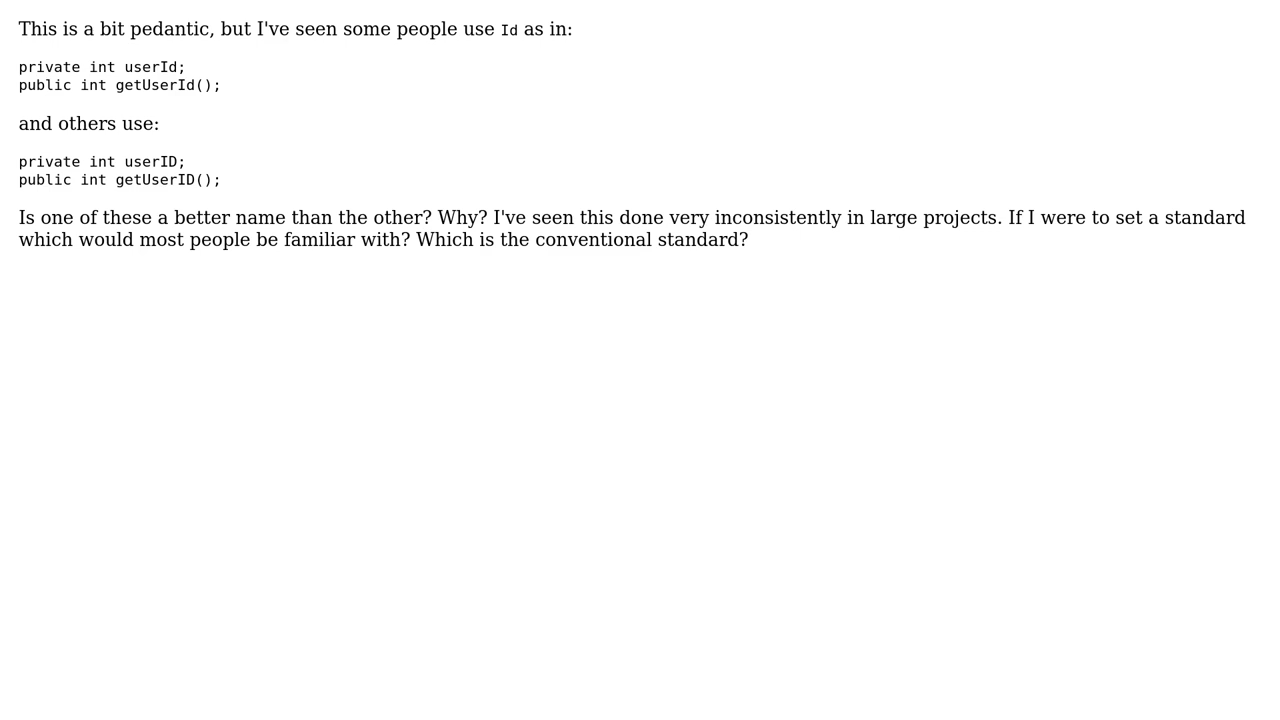 This is a bit pedantic, but I've seen some people use Id as in:
private int userId;
public int getUserId();
and others use:
private int userID;
public int getUserID();
Is one of these a better name than the other? Why? I've seen this done very inconsistently in large projects. If I were to set a standard
which would most people be familiar with? Which is the conventional standard?